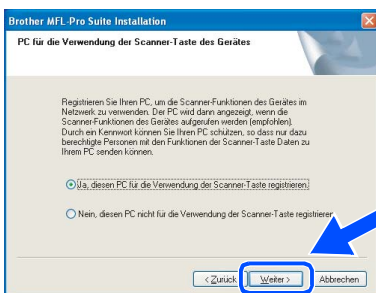 Brother MFL-Pro Suite Installation
PC für die Verwendung der Scanner-Taste des Gerätes
Registrieren Sie Ihren PC, um die Scanner-Funktionen des Gerätes im
Netzwerk zu verwenden. Der PC wird dann angezeigt, wenn die
Scanner-Funktionen des Gerätes aufgerufen werden (empfohlen).
Durch ein Kennwort können Sie Ihren PC schützen, so dass nur dazu
berechtigte Personen mit den Funktionen der Scanner-Taste Daten zu
Ihrem PC senden können.
Ja, diesen PC für die Verwendung der Scanner-Taste registrieren.
Nein, diesen PC nicht für die Verwendung der Scanner-Taste registrieren
< Zurück Weiter > Abbrechen